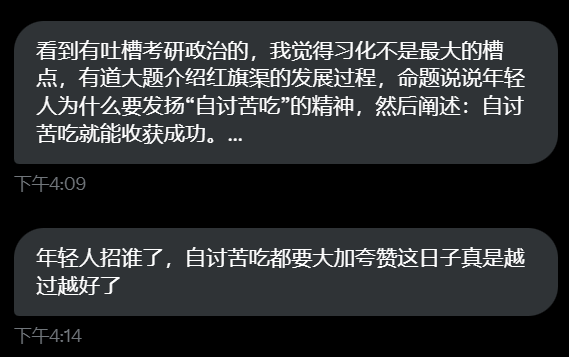 看到有吐槽考研政治的，我觉得习化不是最大的槽
点，有道大题介绍红旗渠的发展过程，命题说说年轻
人为什么要发扬“自讨苦吃”的精神，然后阐述：自讨
苦吃就能收获成功。...
下午4:09
年轻人招谁了，自讨苦吃都要大加夸赞这日子真是越
过越好了
下午4:14